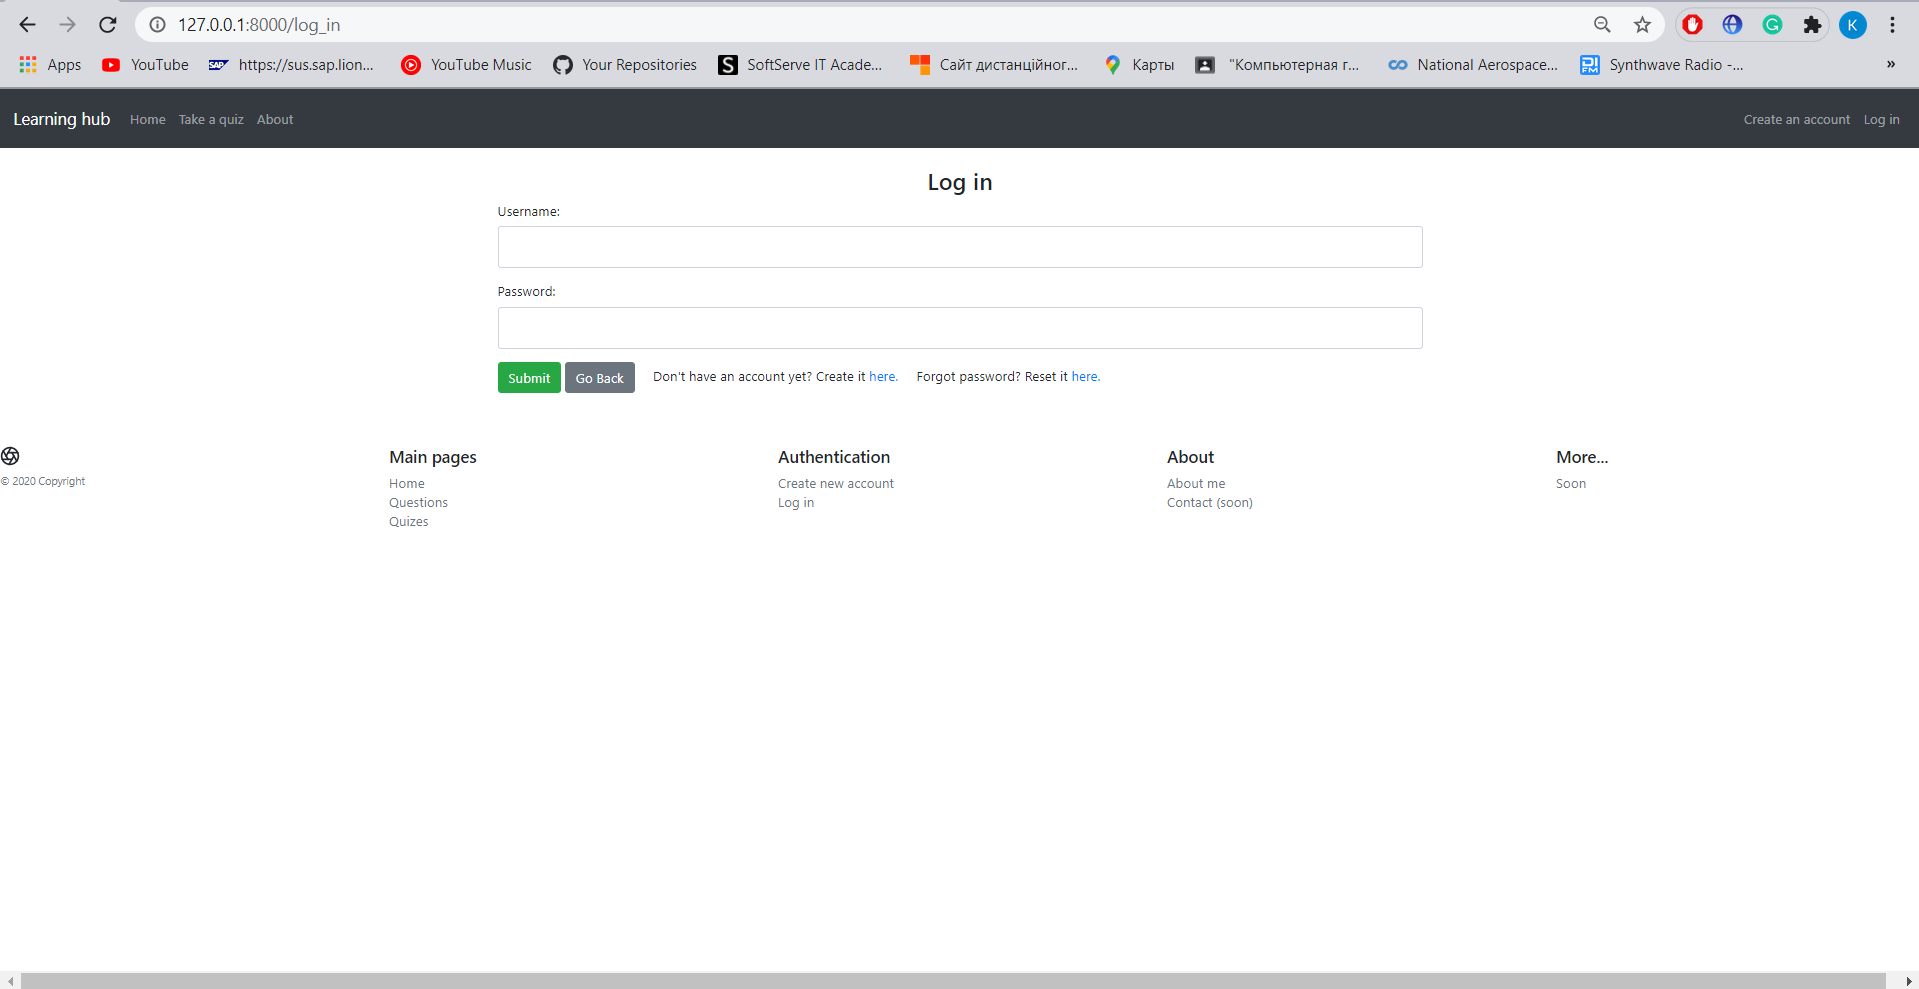 127.0.0.1:8000/log_in
K
Apps YouTube SAP https://sus.sap.lion... YouTube Music Your Repositories S SoftServe IT Acade... Сайт дистанційног... Карты "Компьютерная г... National Aerospace... DI FM Synthwave Radio -... »
Learning hub Home Take a quiz About Create an account Log in
Log in
Username:
Password:
Submit Go Back Don't have an account yet? Create it here. Forgot password? Reset it here.
Main pages Authentication About More...
© 2020 Copyright Home Create new account About me Soon
Questions Log in Contact (soon)
Quizes